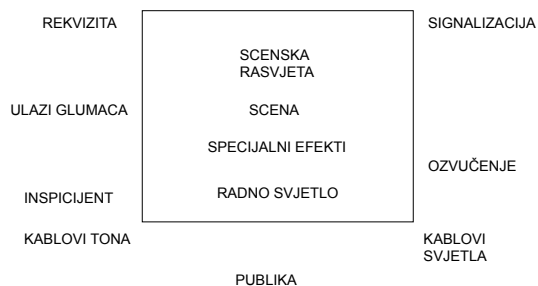 REKVIZITA
SIGNALIZACIJA
SCENSKA
RASVJETA
ULAZI GLUMACA
SCENA
SPECIJALNI EFEKTI
OZVUČENJE
INSPICIJENT
RADNO SVJETLO
KABLOVI TONA
KABLOVI
SVJETLA
PUBLIKA